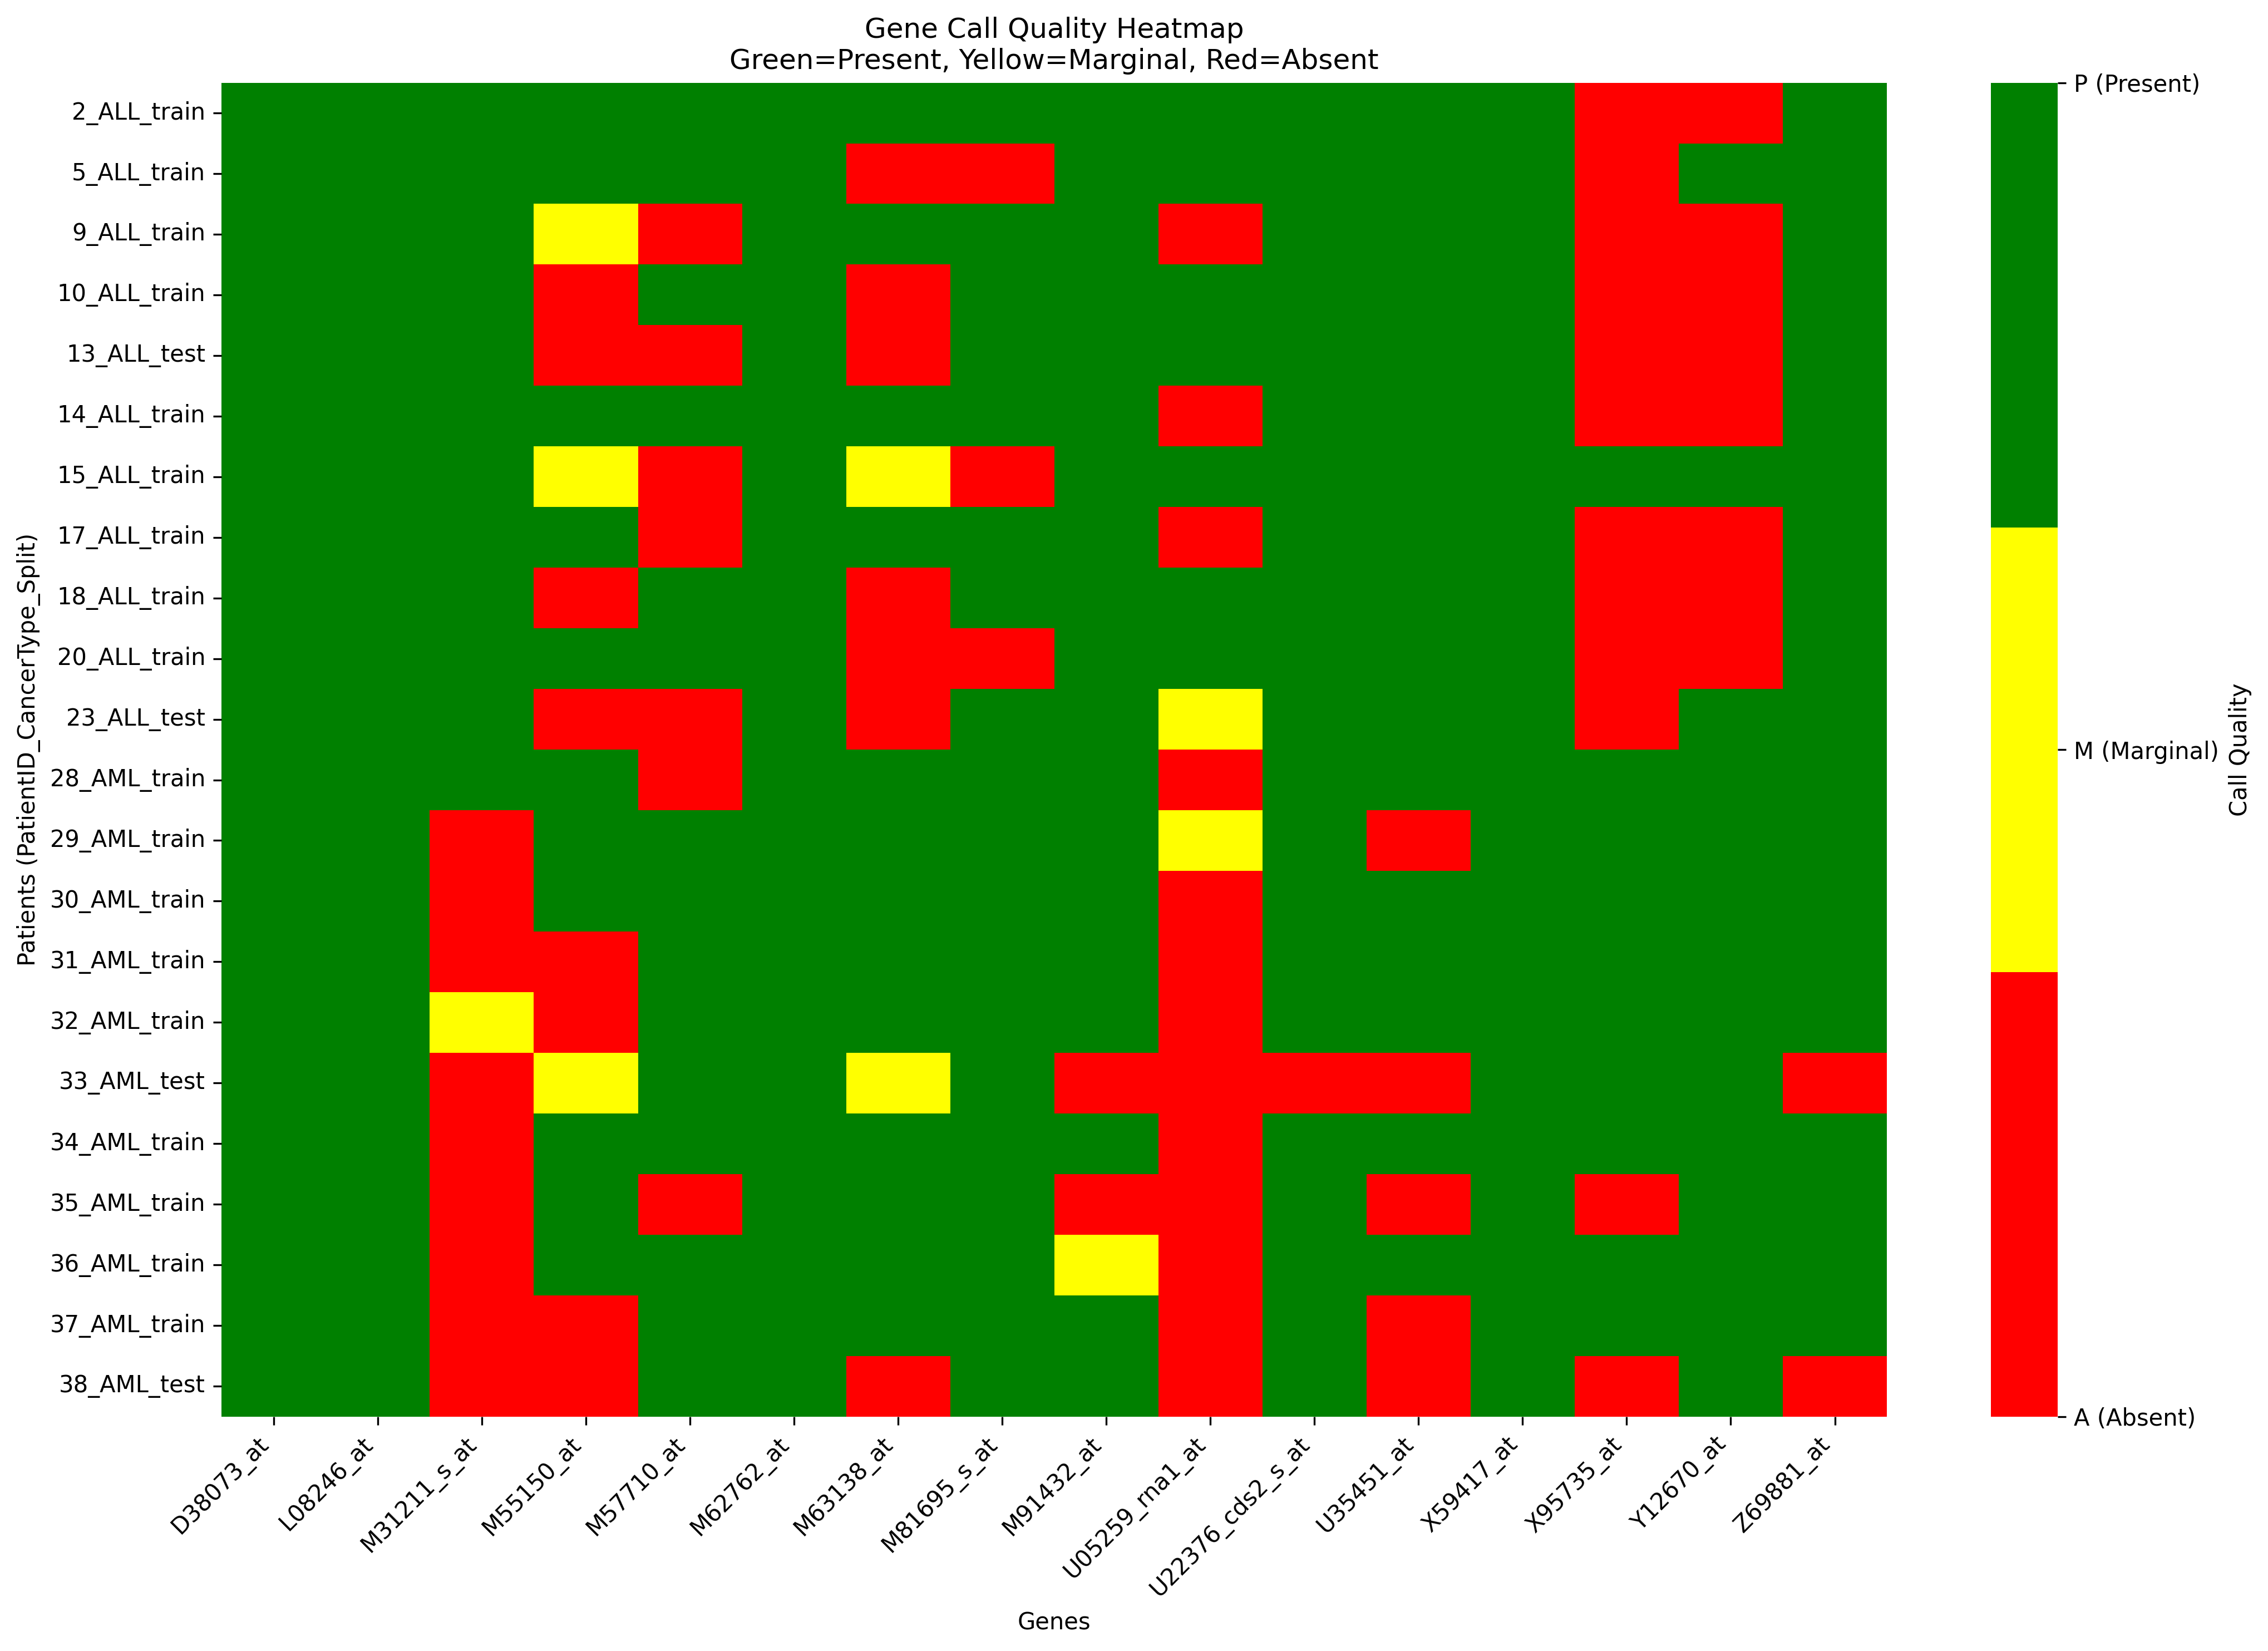 Gene Call Quality Heatmap
Green=Present, Yellow=Marginal, Red=Absent
Patients (PatientID_CancerType_Split)
2_ALL_train
5_ALL_train
9_ALL_train
10_ALL_train
13_ALL_test
14_ALL_train
15_ALL_train
17_ALL_train
18_ALL_train
20_ALL_train
23_ALL_test
28_AML_train
29_AML_train
30_AML_train
31_AML_train
32_AML_train
33_AML_test
34_AML_train
35_AML_train
36_AML_train
37_AML_train
38_AML_test
D38073_at
L08246_at
M31211_s_at
M55150_at
M57710_at
M62762_at
M63138_at
M81695_s_at
M91432_at
U05259_rna1_at
U22376_cds2_s_at
U35451_at
X59417_at
X95735_at
Y12670_at
Z69881_at
Genes
P (Present)
M (Marginal)
A (Absent)
Call Quality